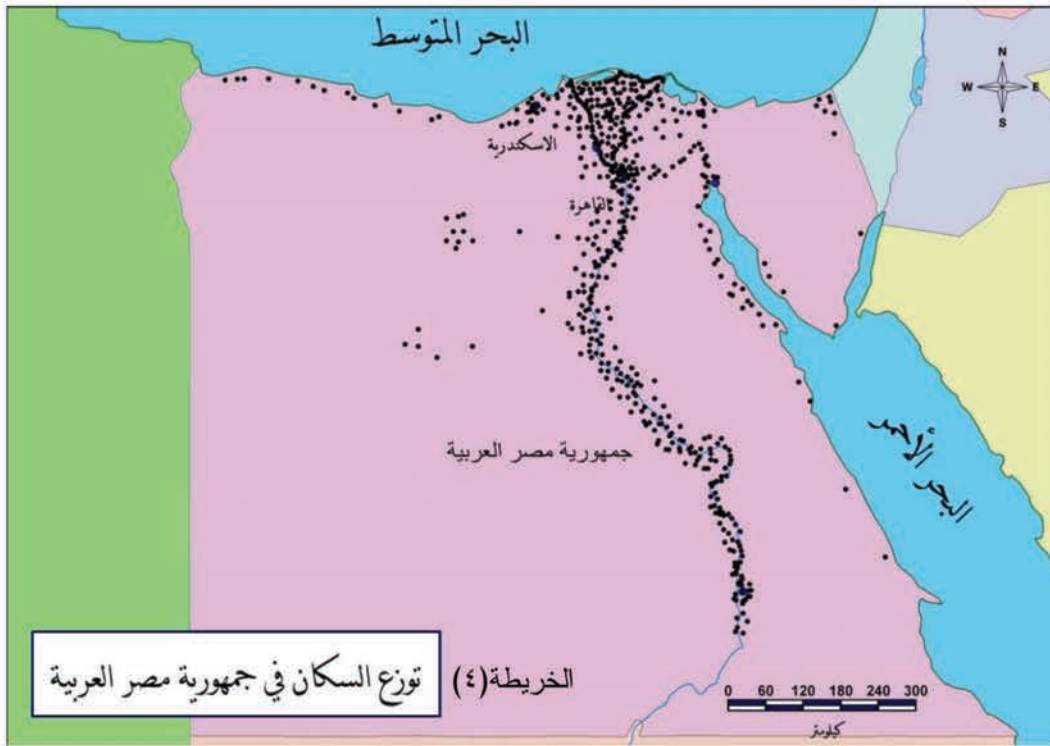 البحر المتوسط
N
W E
S
الاسكندرية
القاهرة
جمهورية مصر العربية
البحر الأحمر
الخريطة(٤)
توزع السكان في جمهورية مصر العربية
0 60 120 180 240 300
كيلومتر